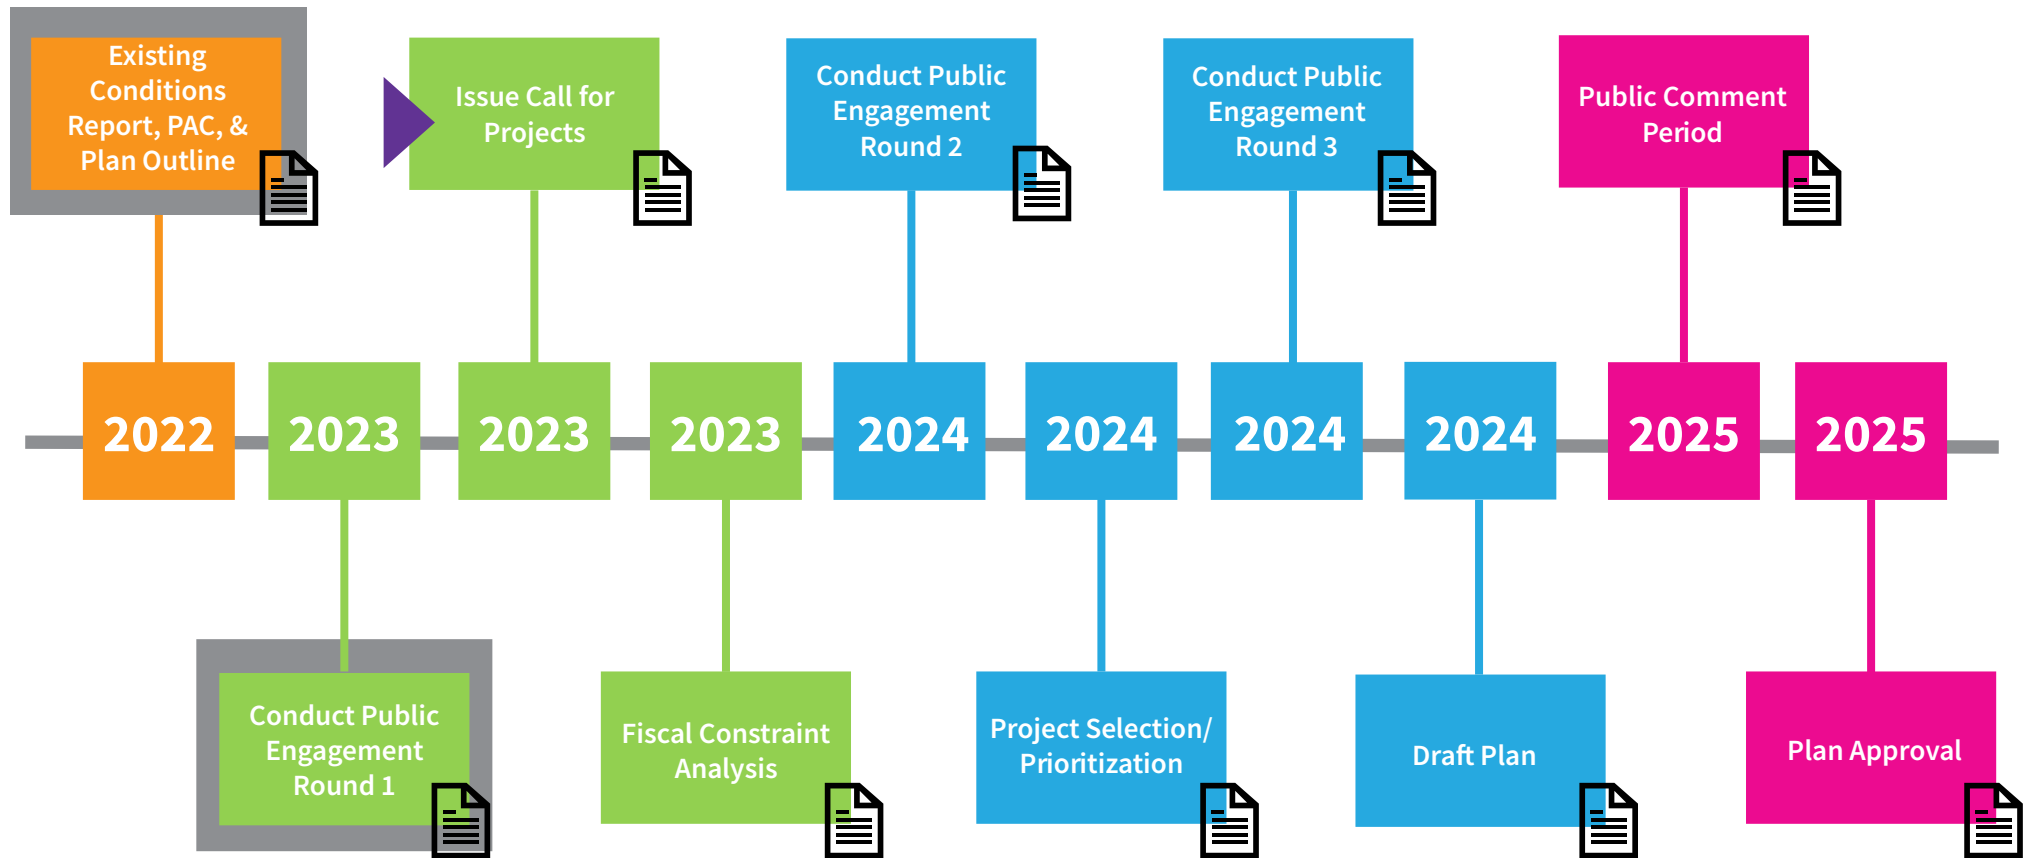 Existing
Conditions
Report, PAC, &
Plan Outline
Issue Call for
Projects
Conduct Public
Engagement
Round 2
Conduct Public
Engagement
Round 3
Public Comment
Period
2022
2023
2023
2023
2024
2024
2024
2024
2025
2025
Conduct Public
Engagement
Round 1
Fiscal Constraint
Analysis
Project Selection/
Prioritization
Draft Plan
Plan Approval